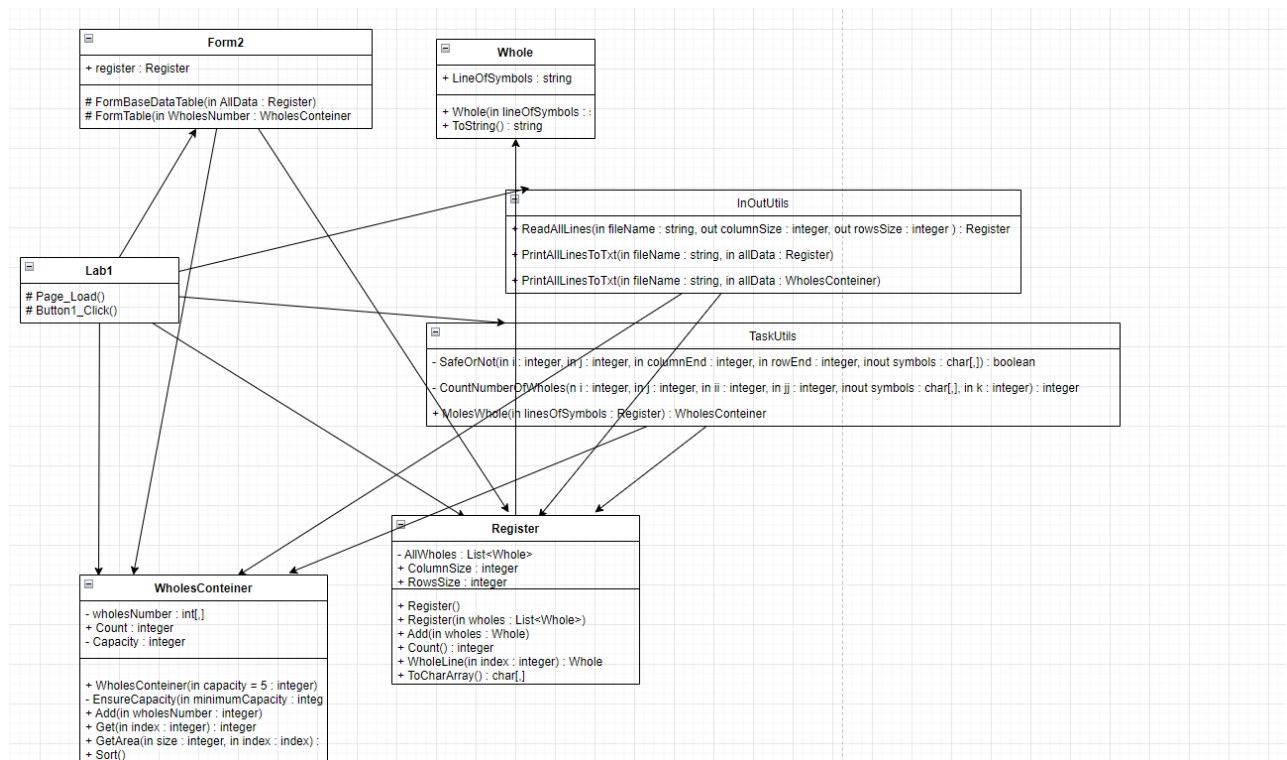 Form2
+ register : Register
# FormBaseDataTable(in AllData : Register)
# FormTable(in WholesNumber : WholesConteiner
Whole
+ LineOfSymbols : string
+ Whole(in lineOfSymbols :
+ ToString() : string
InOutUtils
+ ReadAllLines(in fileName : string, out columnSize : integer, out rowsSize : integer ) : Register
+ PrintAllLinesToTxt(in fileName : string, in allData : Register)
+ PrintAllLinesToTxt(in fileName : string, in allData : WholesConteiner)
Lab1
# Page_Load()
# Button1_Click()
TaskUtils
- SafeOrNot(in i : integer, in j : integer, in columnEnd : integer, in rowEnd : integer, inout symbols : char[,]) : boolean
- CountNumberOfWholes(n i : integer, in j : integer, in ii : integer, in jj : integer, inout symbols : char[,], in k : integer) : integer
+ MolesWhole(in linesOfSymbols : Register) : WholesConteiner
Register
- AllWholes : List<Whole>
+ ColumnSize : integer
+ RowsSize : integer
+ Register()
+ Register(in wholes : List<Whole>)
+ Add(in wholes : Whole)
+ Count() : integer
+ WholeLine(in index : integer) : Whole
+ ToCharArray() : char[,]
WholesConteiner
- wholesNumber : int[,]
+ Count : integer
- Capacity : integer
+ WholesConteiner(in capacity = 5 : integer)
- EnsureCapacity(in minimumCapacity : integ
+ Add(in wholesNumber : integer)
+ Get(in index : integer) : integer
+ GetArea(in size : integer, in index : index) :
+ Sort()